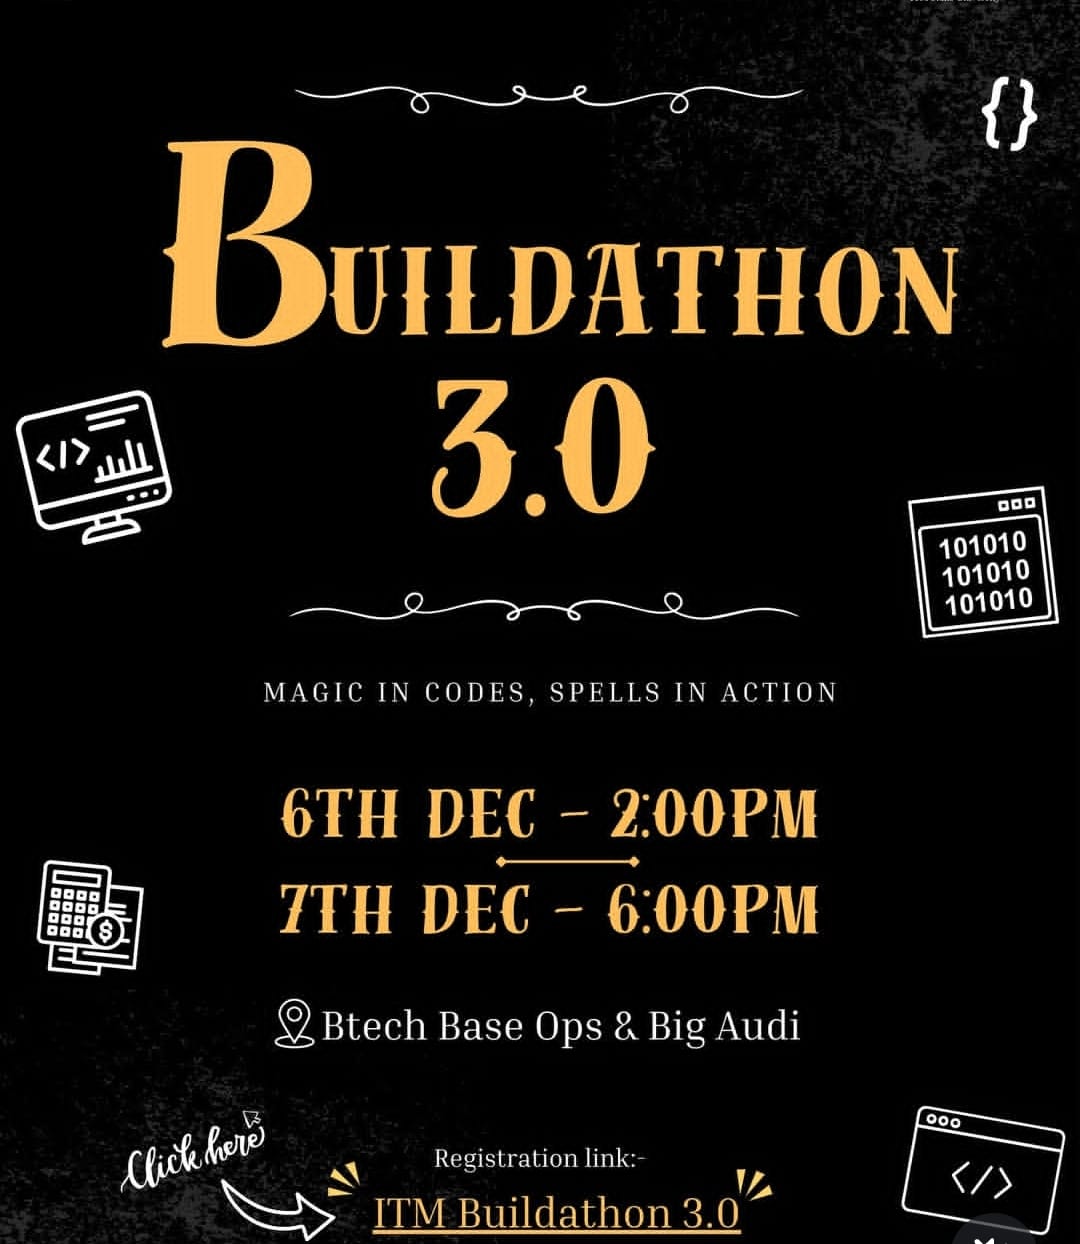 {}
BUILDATHON
3.0
</>
101010
101010
101010
MAGIC IN CODES, SPELLS IN ACTION
6TH DEC – 2:00PM
7TH DEC – 6:00PM
$
Btech Base Ops & Big Audi
Click here
Registration link:-
ITM Buildathon 3.0
</>